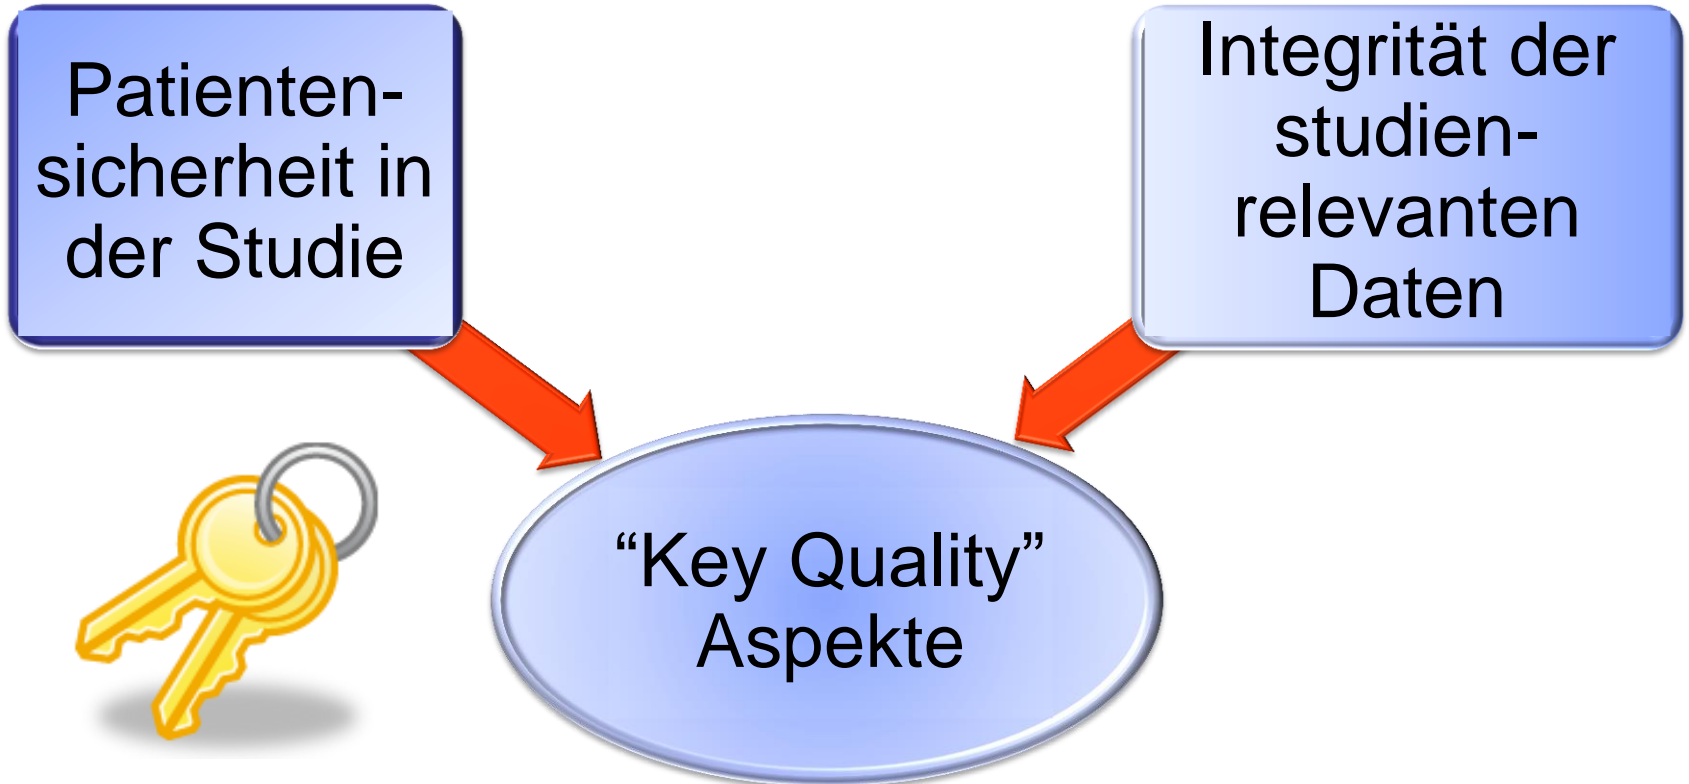 Patienten-
sicherheit in
der Studie
Integrität der
studien-
relevanten
Daten
“Key Quality”
Aspekte